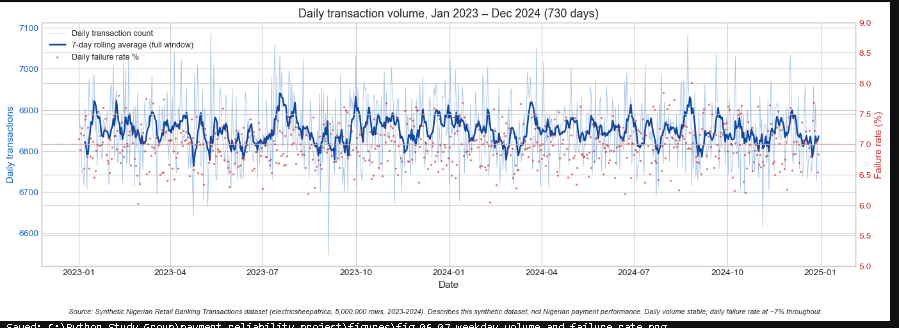 Daily transaction volume, Jan 2023 – Dec 2024 (730 days)
Daily transaction count
7-day rolling average (full window)
Daily failure rate %
Daily transactions
7100
7000
6900
6800
6700
6600
Failure rate (%)
9.0
8.5
8.0
7.5
7.0
6.5
6.0
5.5
5.0
2023-01 2023-04 2023-07 2023-10 2024-01 2024-04 2024-07 2024-10 2025-01
Date
Source: Synthetic Nigerian Retail Banking Transactions dataset (electricsheepafrica, 5,000,000 rows, 2023-2024). Describes this synthetic dataset, not Nigerian payment performance. Daily volume stable; daily failure rate at ~7% throughout.
Saved: C:\Python Study Group\payment_reliability_project\figures\fig_06_07_weekday_volume_and_failure_rate.png